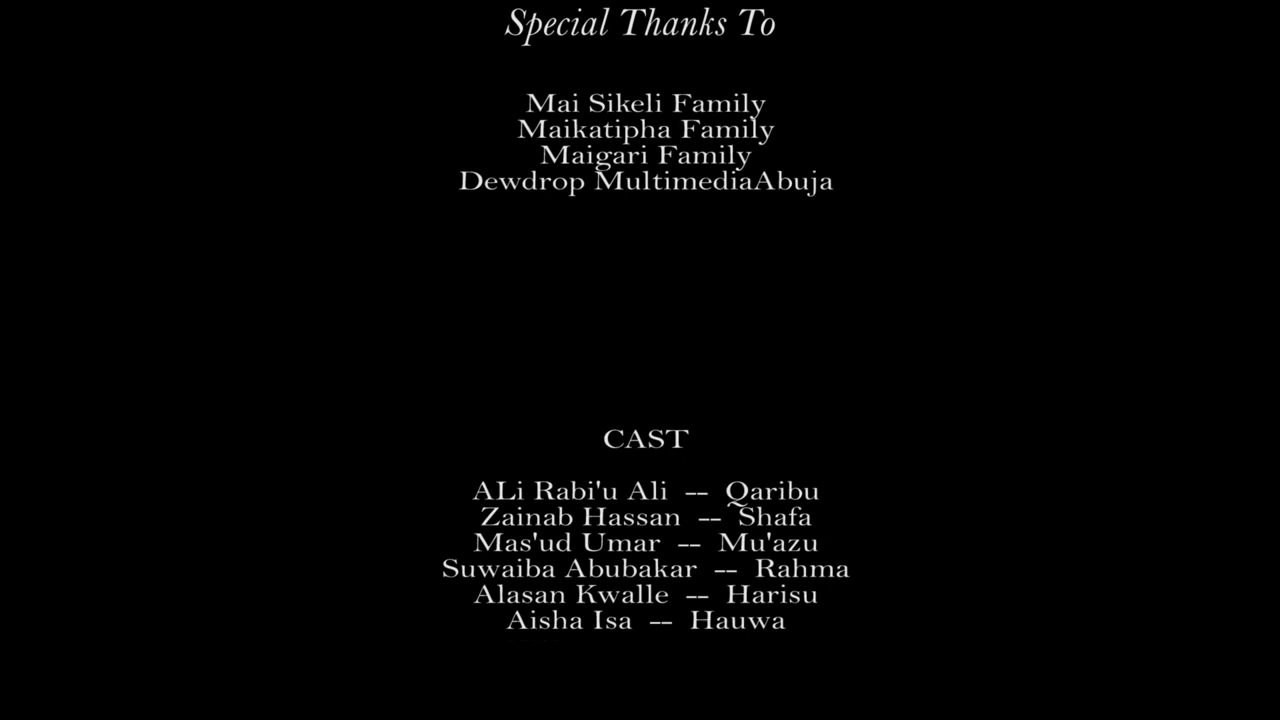 Special Thanks To
Mai Sikeli Family
Maikatipha Family
Maigari Family
Dewdrop MultimediaAbuja
CAST
ALi Rabi'u Ali -- Qaribu
Zainab Hassan -- Shafa
Mas'ud Umar -- Mu'azu
Suwaiba Abubakar -- Rahma
Alasan Kwalle -- Harisu
Aisha Isa -- Hauwa